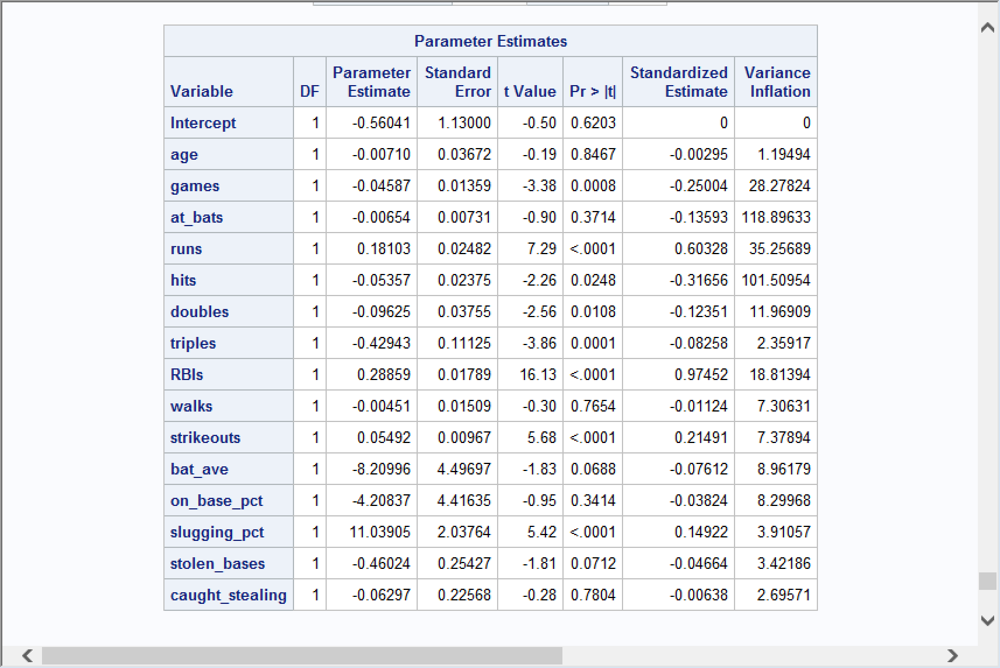 Parameter Estimates
Variable DF Parameter Estimate Standard Error t Value Pr > |t| Standardized Estimate Variance Inflation
Intercept 1 -0.56041 1.13000 -0.50 0.6203 0 0
age 1 -0.00710 0.03672 -0.19 0.8467 -0.00295 1.19494
games 1 -0.04587 0.01359 -3.38 0.0008 -0.25004 28.27824
at_bats 1 -0.00654 0.00731 -0.90 0.3714 -0.13593 118.89633
runs 1 0.18103 0.02482 7.29 <.0001 0.60328 35.25689
hits 1 -0.05357 0.02375 -2.26 0.0248 -0.31656 101.50954
doubles 1 -0.09625 0.03755 -2.56 0.0108 -0.12351 11.96909
triples 1 -0.42943 0.11125 -3.86 0.0001 -0.08258 2.35917
RBIs 1 0.28859 0.01789 16.13 <.0001 0.97452 18.81394
walks 1 -0.00451 0.01509 -0.30 0.7654 -0.01124 7.30631
strikeouts 1 0.05492 0.00967 5.68 <.0001 0.21491 7.37894
bat_ave 1 -8.20996 4.49697 -1.83 0.0688 -0.07612 8.96179
on_base_pct 1 -4.20837 4.41635 -0.95 0.3414 -0.03824 8.29968
slugging_pct 1 11.03905 2.03764 5.42 <.0001 0.14922 3.91057
stolen_bases 1 -0.46024 0.25427 -1.81 0.0712 -0.04664 3.42186
caught_stealing 1 -0.06297 0.22568 -0.28 0.7804 -0.00638 2.69571